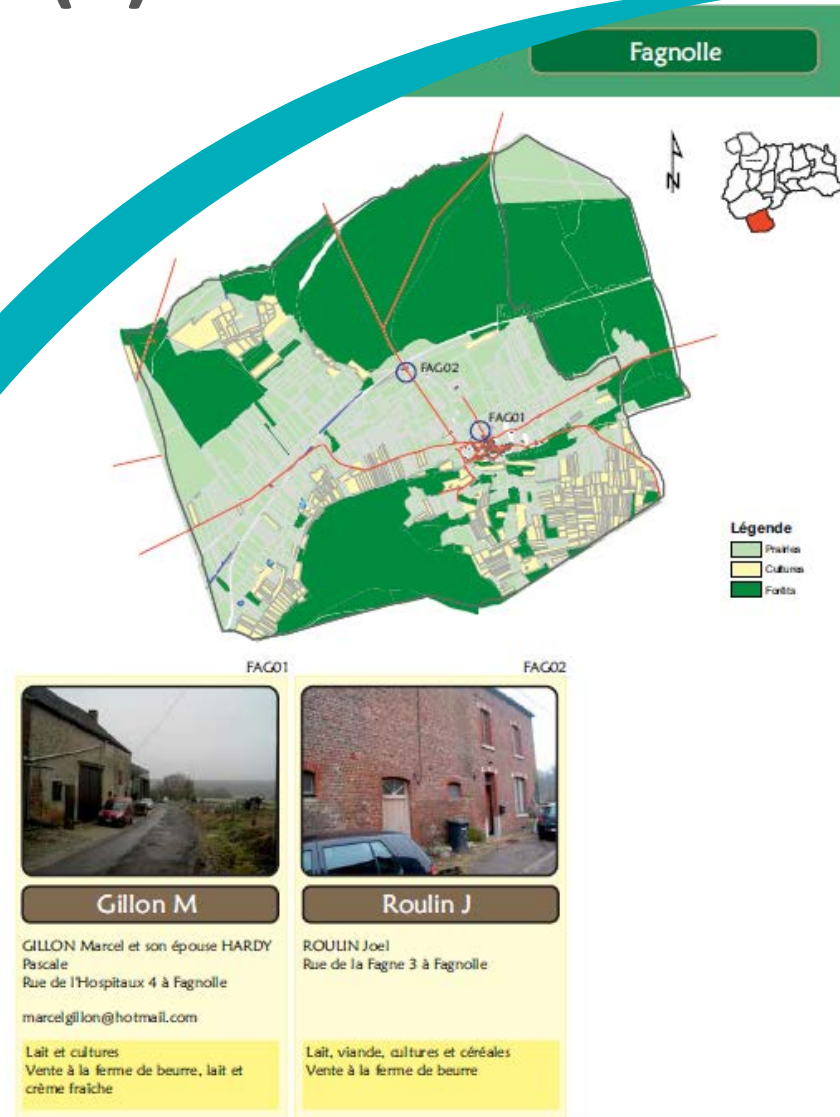 Fagnolle
N
FAG02
FAG01
Légende
Prairies
Cultures
Forêts
FAG01
FAG02
Gillon M
GILLON Marcel et son épouse HARDY
Pascale
Rue de l'Hospitaux 4 à Fagnolle
marcelgillon@hotmail.com
Lait et cultures
Vente à la ferme de beurre, lait et
crème fraîche
Roulin J
ROULIN Joel
Rue de la Fagne 3 à Fagnolle
Lait, viande, cultures et céréales
Vente à la ferme de beurre